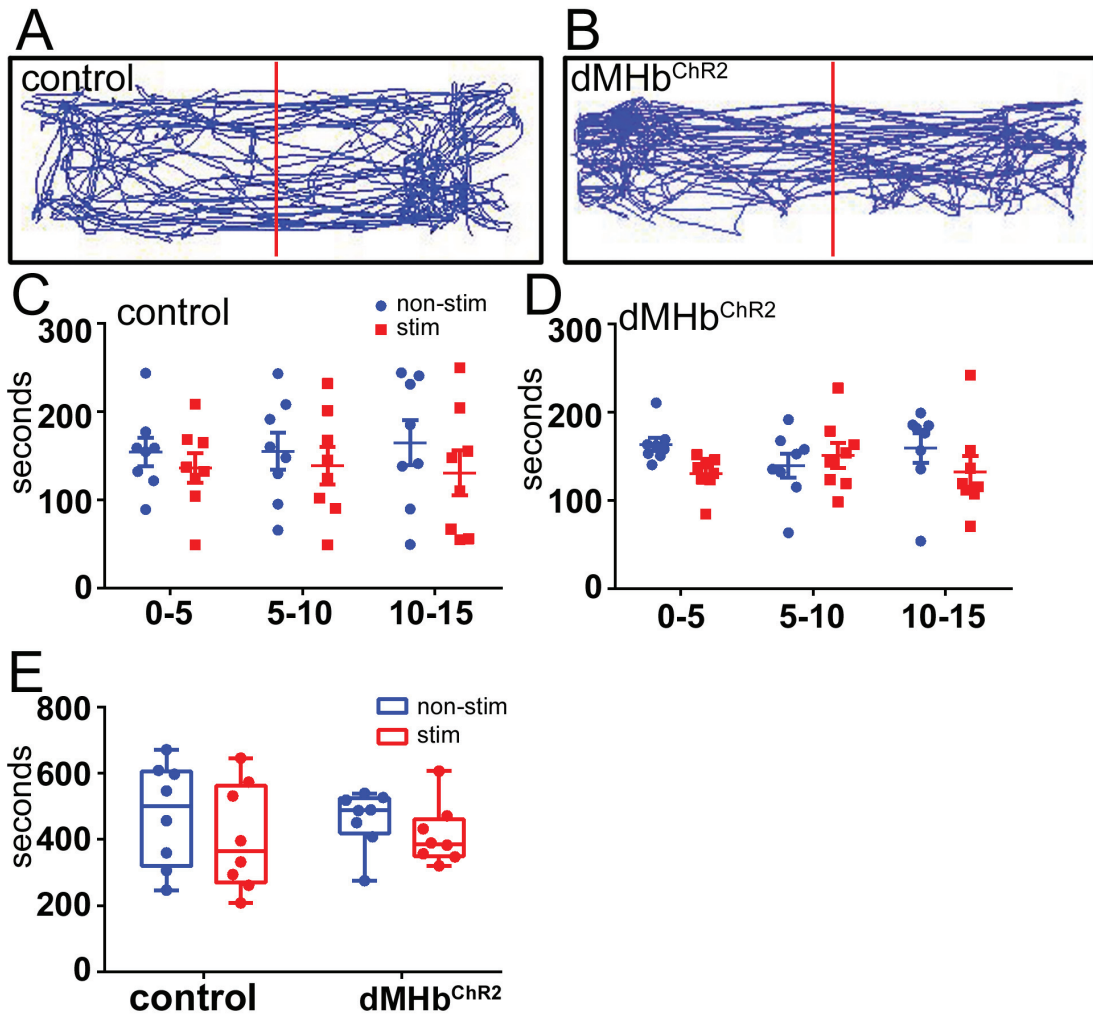 A
control
B
dMHbChR2
C
control
non-stim
stim
300
200
100
0
seconds
0-5
5-10
10-15
D
dMHbChR2
300
200
100
0
seconds
0-5
5-10
10-15
E
non-stim
stim
800
600
400
200
0
seconds
control
dMHbChR2